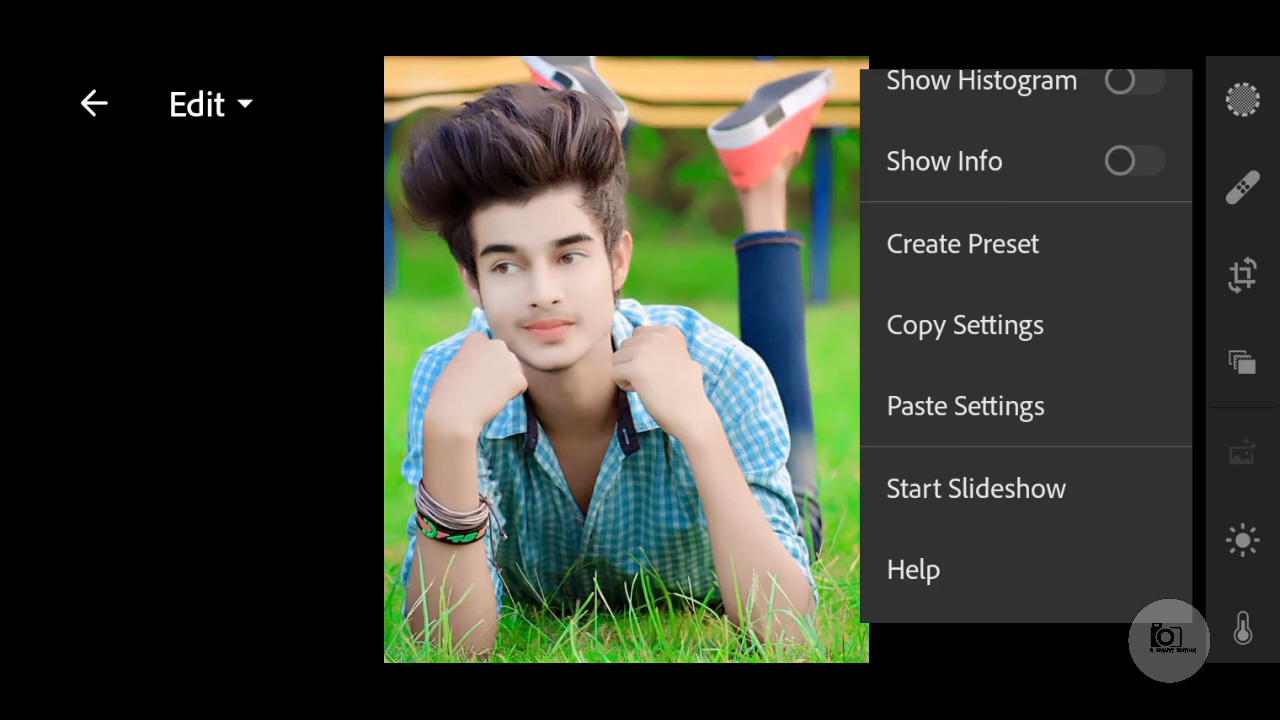 Edit
Show Histogram
Show Info
Create Preset
Copy Settings
Paste Settings
Start Slideshow
Help